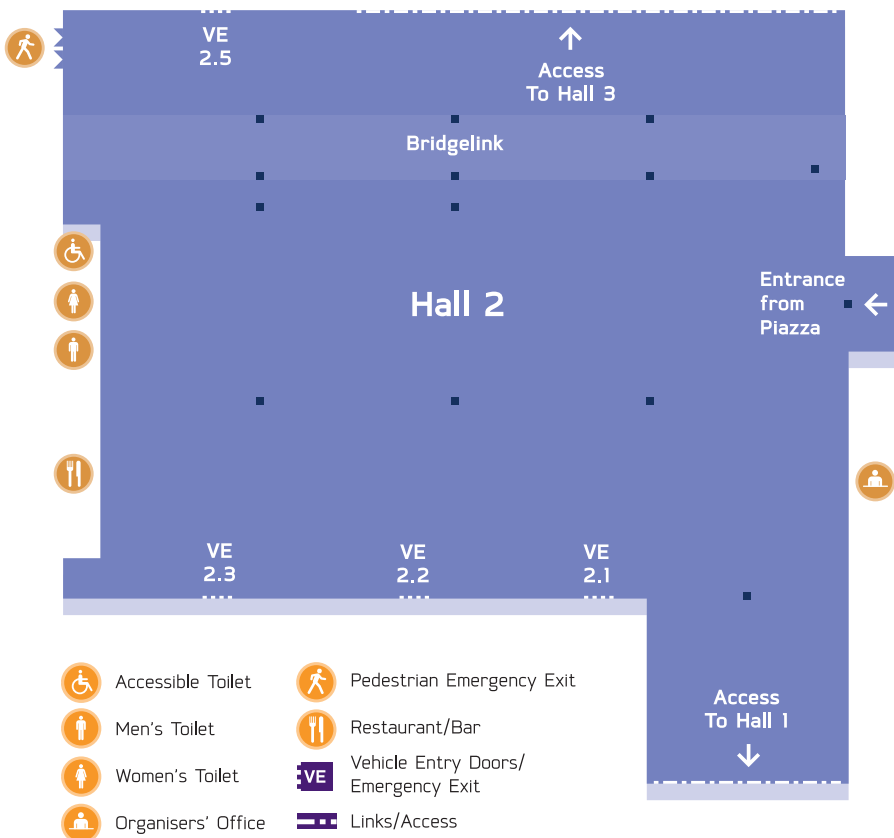 VE
2.5
Access
To Hall 3
Bridgelink
Hall 2
Entrance
from
Piazza
VE
2.3
VE
2.2
VE
2.1
Access
To Hall 1
Accessible Toilet
Men's Toilet
Women's Toilet
Organisers' Office
Pedestrian Emergency Exit
Restaurant/Bar
VE
Vehicle Entry Doors/
Emergency Exit
Links/Access